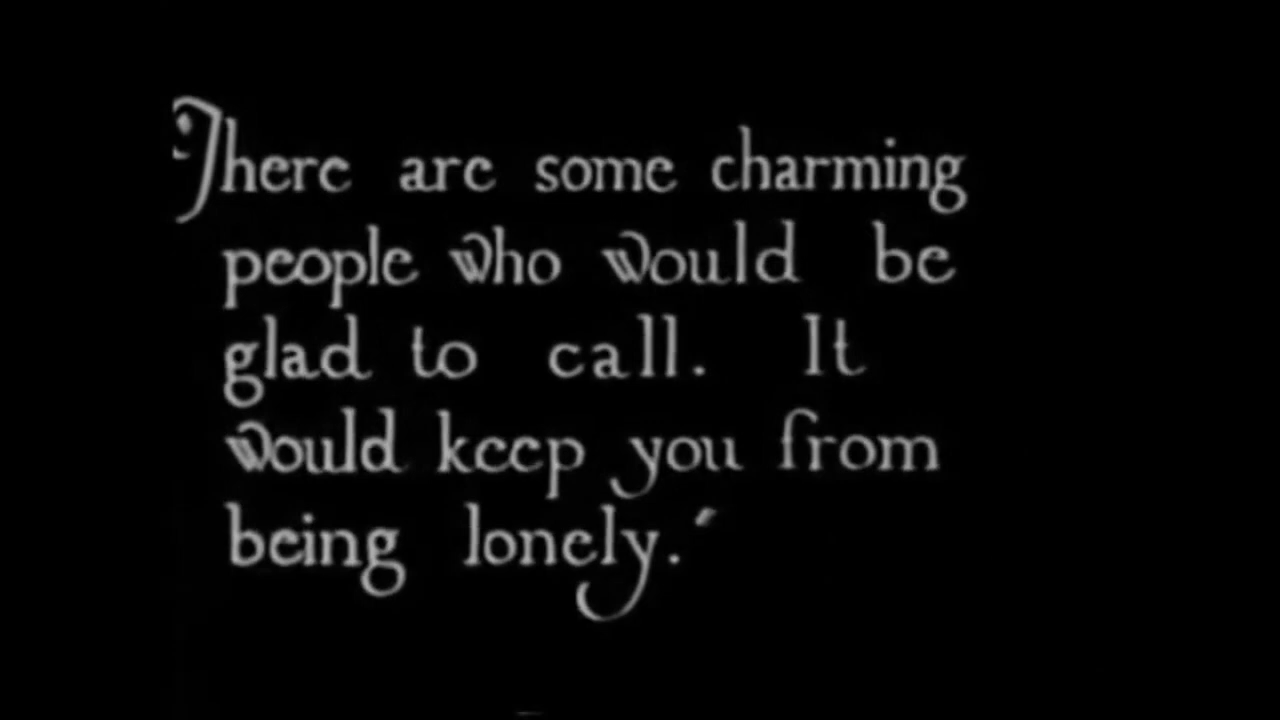 There are some charming
people who would be
glad to call. It
would keep you from
being lonely."